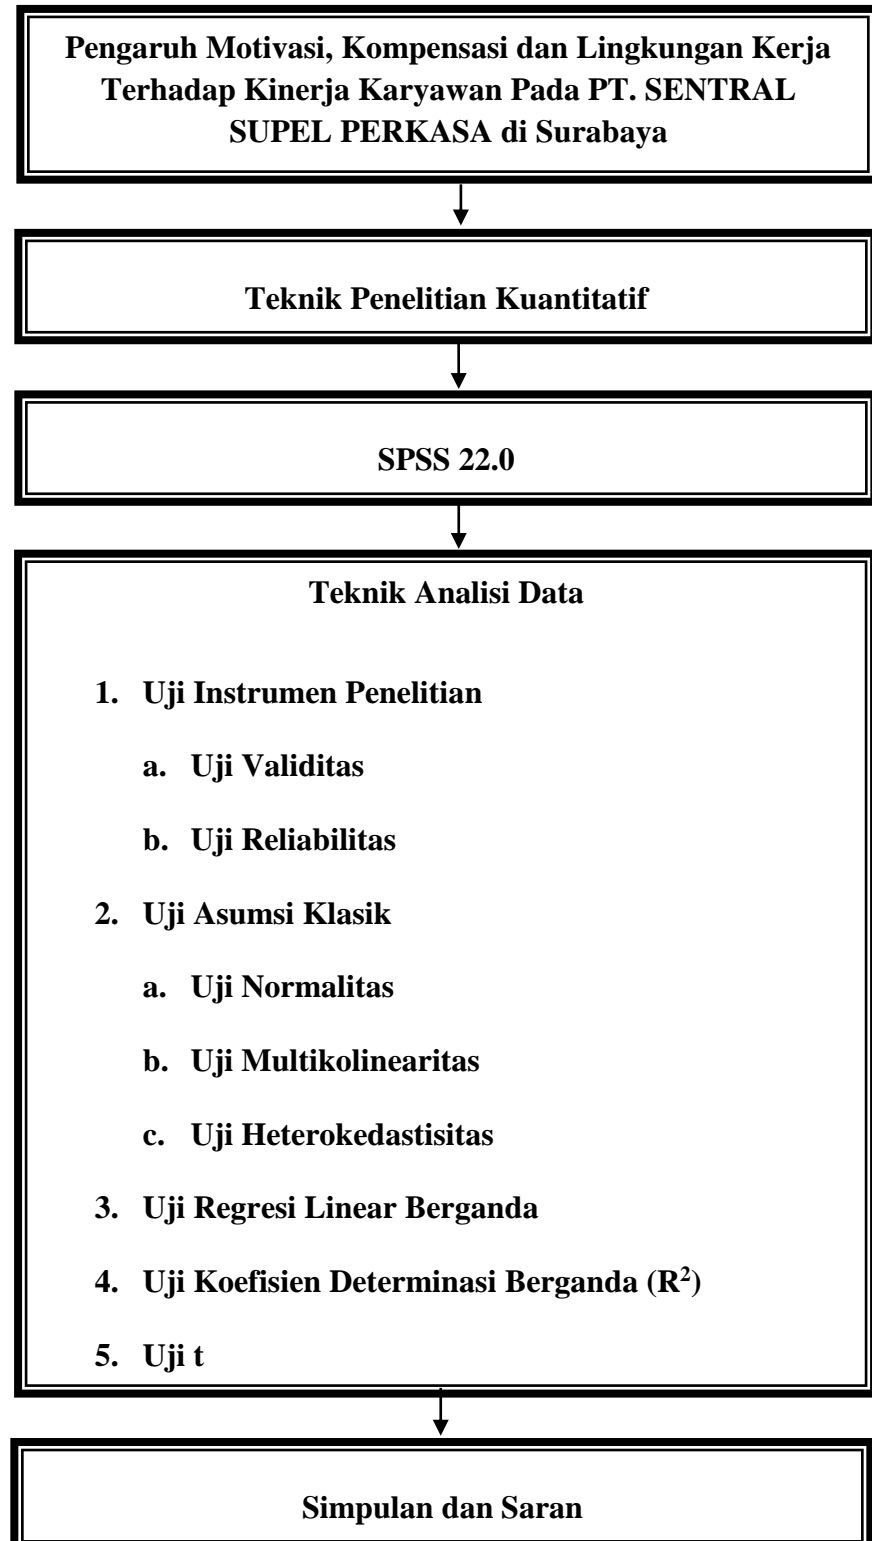 Pengaruh Motivasi, Kompensasi dan Lingkungan Kerja
Terhadap Kinerja Karyawan Pada PT. SENTRAL
SUPEL PERKASA di Surabaya
Teknik Penelitian Kuantitatif
SPSS 22.0
Teknik Analisi Data
1. Uji Instrumen Penelitian
a. Uji Validitas
b. Uji Reliabilitas
2. Uji Asumsi Klasik
a. Uji Normalitas
b. Uji Multikolinearitas
c. Uji Heterokedastisitas
3. Uji Regresi Linear Berganda
4. Uji Koefisien Determinasi Berganda (R²)
5. Uji t
Simpulan dan Saran